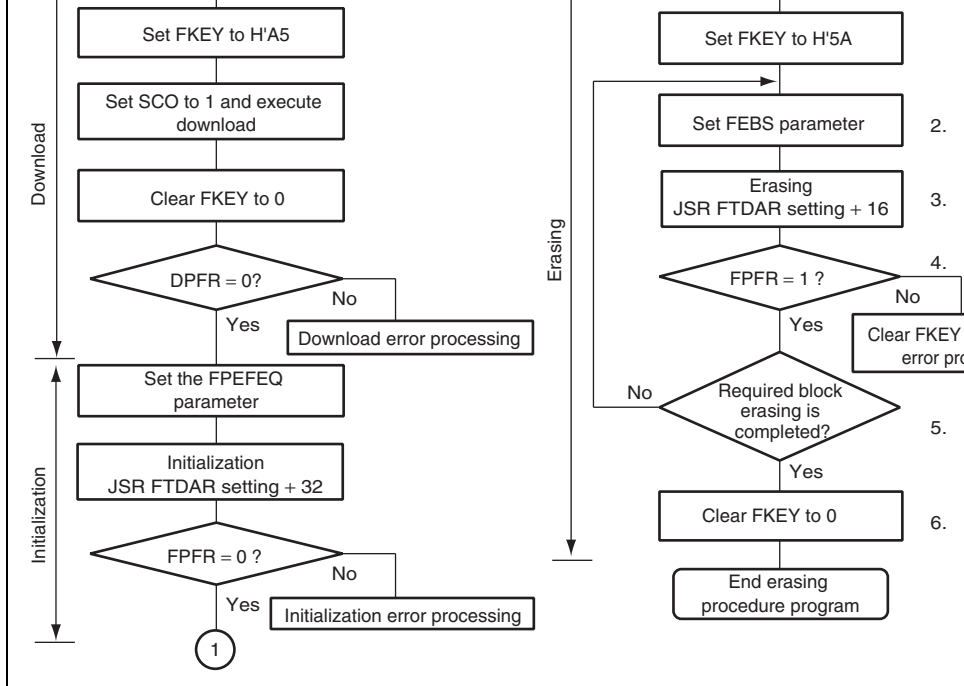 Download
Set FKEY to H'A5
Set SCO to 1 and execute
download
Clear FKEY to 0
DPFR = 0?
No
Yes
Download error processing
Initialization
Set the FPEFEQ
parameter
Initialization
JSR FTDAR setting + 32
FPFR = 0 ?
No
Yes
Initialization error processing
1
Erasing
Set FKEY to H'5A
Set FEBS parameter
2.
Erasing
JSR FTDAR setting + 16
3.
4.
FPFR = 1 ?
No
Yes
Clear FKEY
error pro
No
Required block
erasing is
completed?
5.
Yes
Clear FKEY to 0
6.
End erasing
procedure program